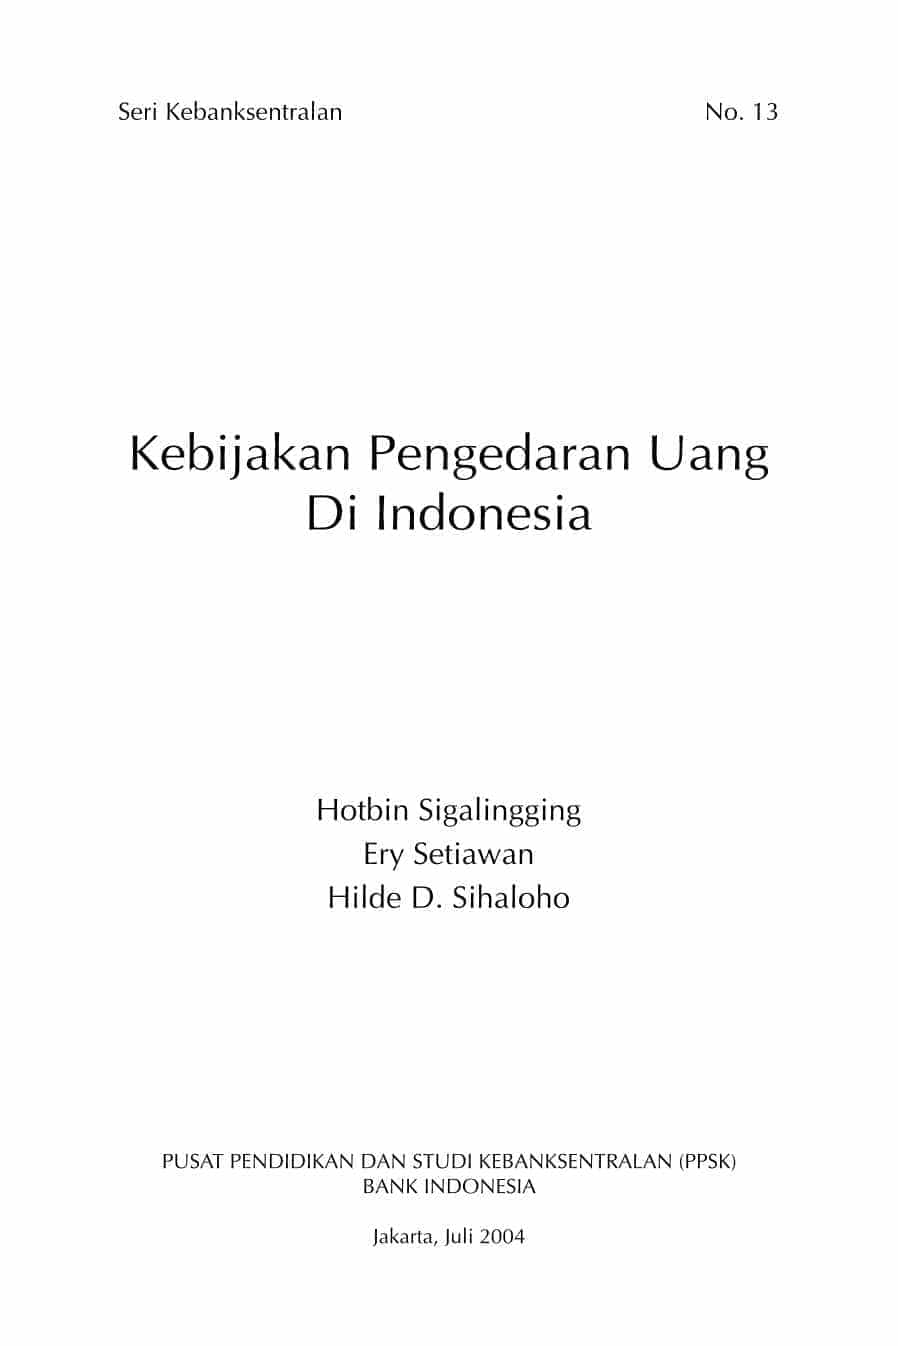 Seri Kebanksentralan No. 13
Kebijakan Pengedaran Uang
Di Indonesia
Hotbin Sigalingging
Ery Setiawan
Hilde D. Sihaloho
PUSAT PENDIDIKAN DAN STUDI KEBANKSENTRALAN (PPSK)
BANK INDONESIA
Jakarta, Juli 2004